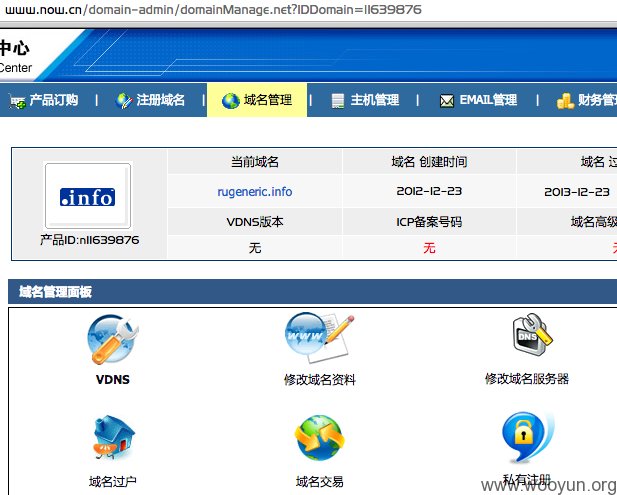 www.now.cn/domain-admin/domainManage.net?IDDomain=11639876
中心
Center
产品订购 | 注册域名 | 域名管理 | 主机管理 | EMAIL管理 | 财务管
当前域名 域名 创建时间 域名 过
.info
rugeneric.info 2012-12-23 2013-12-23
VDNS版本 ICP备案号码 域名高级
产品ID:n11639876
无 无
域名管理面板
www DNS
VDNS 修改域名资料 修改域名服务器
域名过户 域名交易 私有注册
www.wooyun.org